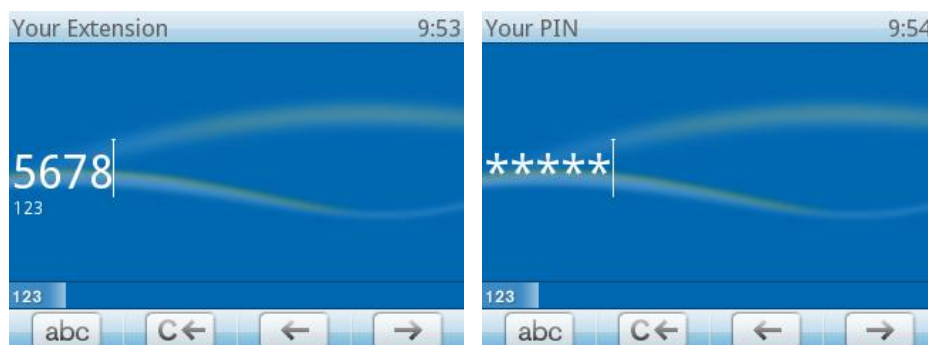 Your Extension 9:53
5678
123
123
abc C← ← →
Your PIN 9:54
*****
123
abc C← ← →